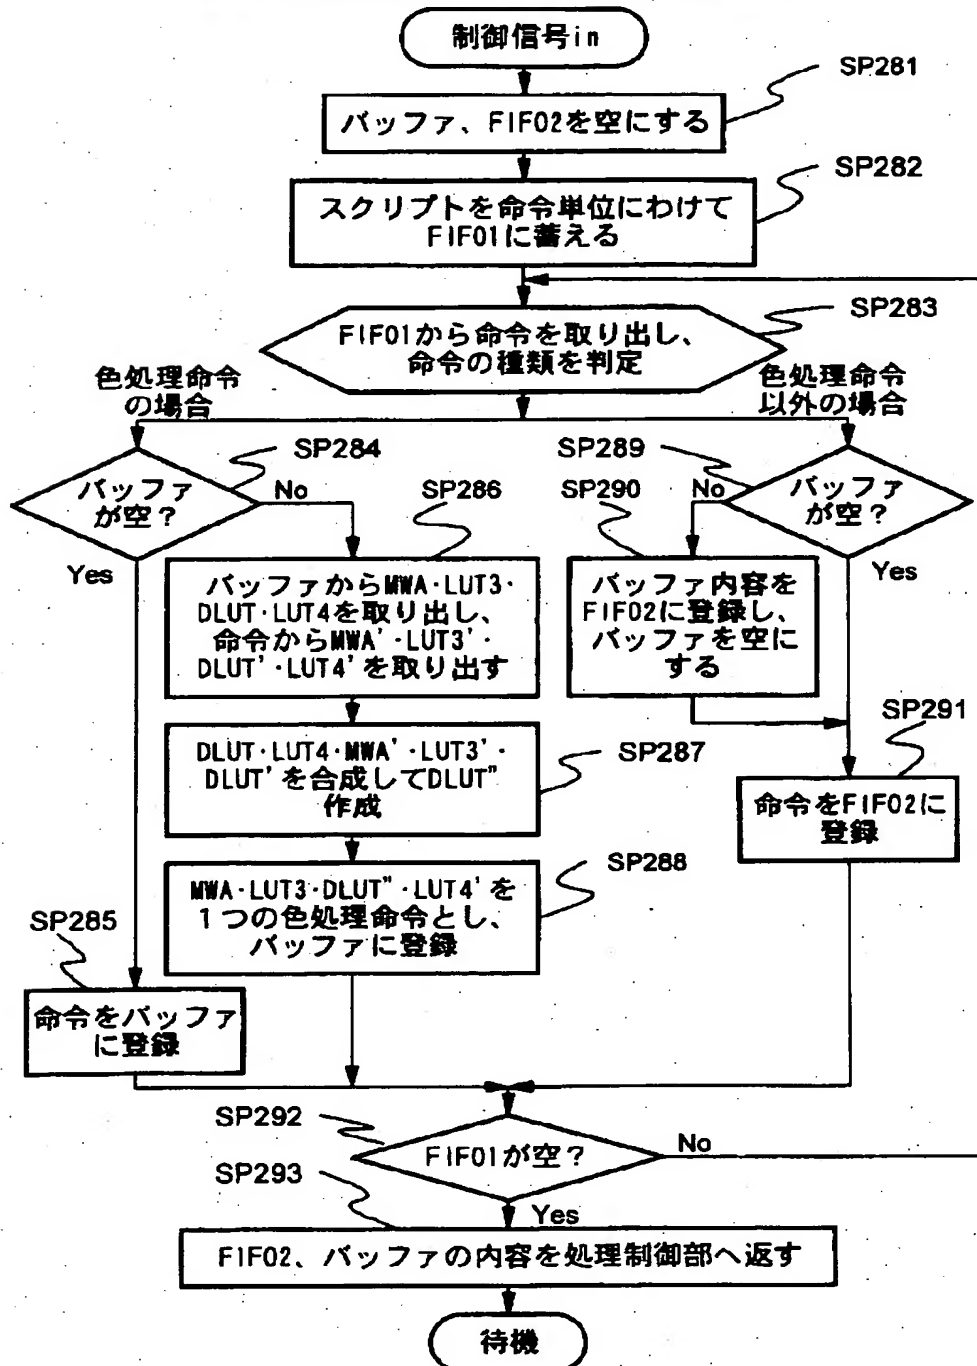 制御信号in
SP281
バッファ、FIFO2を空にする
SP282
スクリプトを命令単位にわけて
FIFO1に蓄える
SP283
FIFO1から命令を取り出し、
命令の種類を判定
色処理命令
の場合
色処理命令
以外の場合
SP284
バッファ
が空?
No
Yes
SP289
バッファ
が空?
No
Yes
SP286
バッファからMWA・LUT3・
DLUT・LUT4を取り出し、
命令からMWA'・LUT3'・
DLUT'・LUT4'を取り出す
SP290
バッファ内容を
FIFO2に登録し、
バッファを空に
する
SP287
DLUT・LUT4・MWA'・LUT3'・
DLUT'を合成してDLUT"
作成
SP291
命令をFIFO2に
登録
SP288
MWA・LUT3・DLUT"・LUT4'を
1つの色処理命令とし、
バッファに登録
SP285
命令をバッファ
に登録
SP292
FIFO1が空?
No
Yes
SP293
FIFO2、バッファの内容を処理制御部へ返す
待機